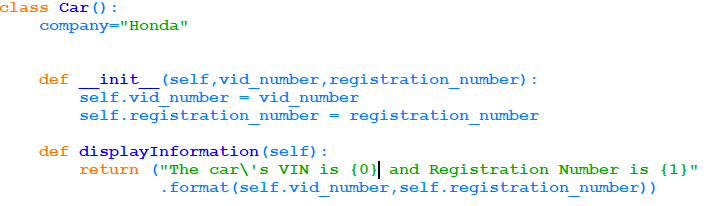 class Car():
    company="Honda"
    def __init__(self,vid_number,registration_number):
        self.vid_number = vid_number
        self.registration_number = registration_number
    def displayInformation(self):
        return ("The car\'s VIN is {0} and Registration Number is {1}"
                .format(self.vid_number,self.registration_number))